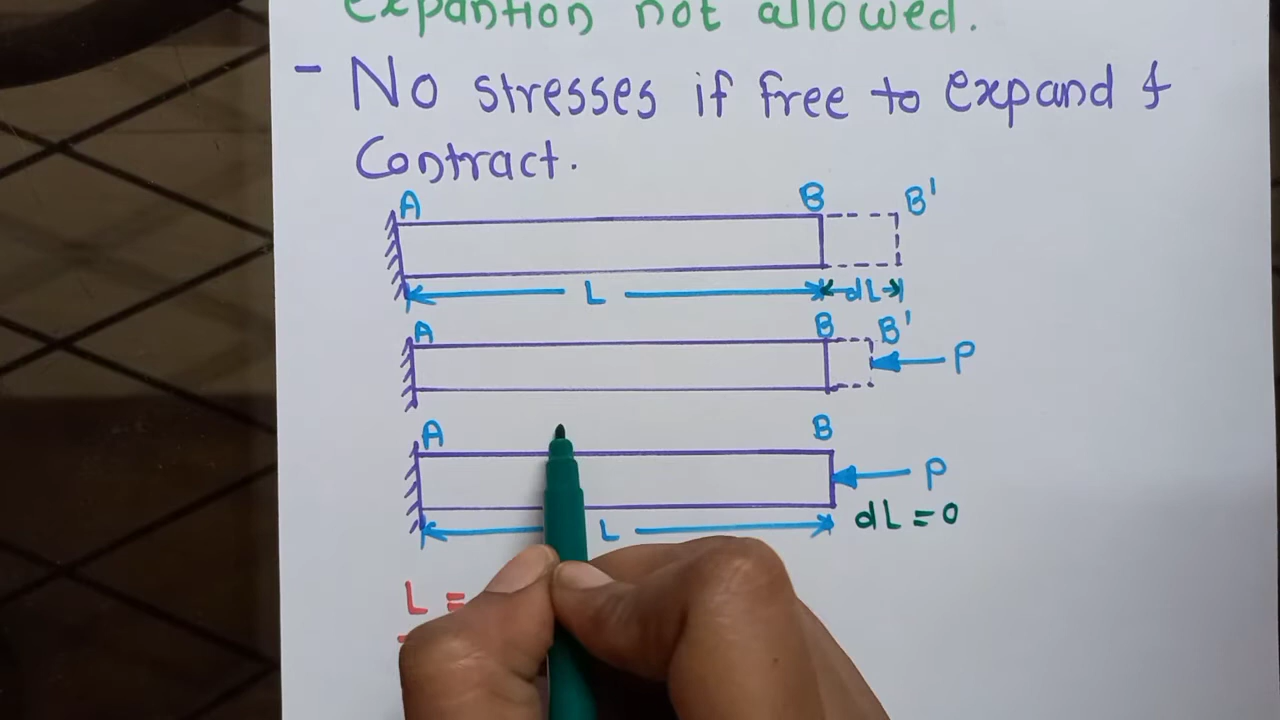 expantion not allowed.
- No stresses if free to expand &
Contract.
A B B'
L dL
A B B' P
A B
P
L dL = 0
L =